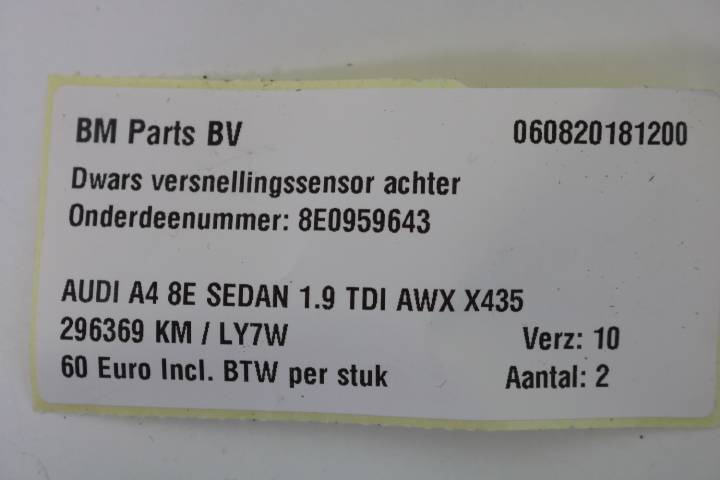 BM Parts BV 060820181200
Dwars versnellingssensor achter
Onderdeenummer: 8E0959643
AUDI A4 8E SEDAN 1.9 TDI AWX X435
296369 KM / LY7W Verz: 10
60 Euro Incl. BTW per stuk Aantal: 2